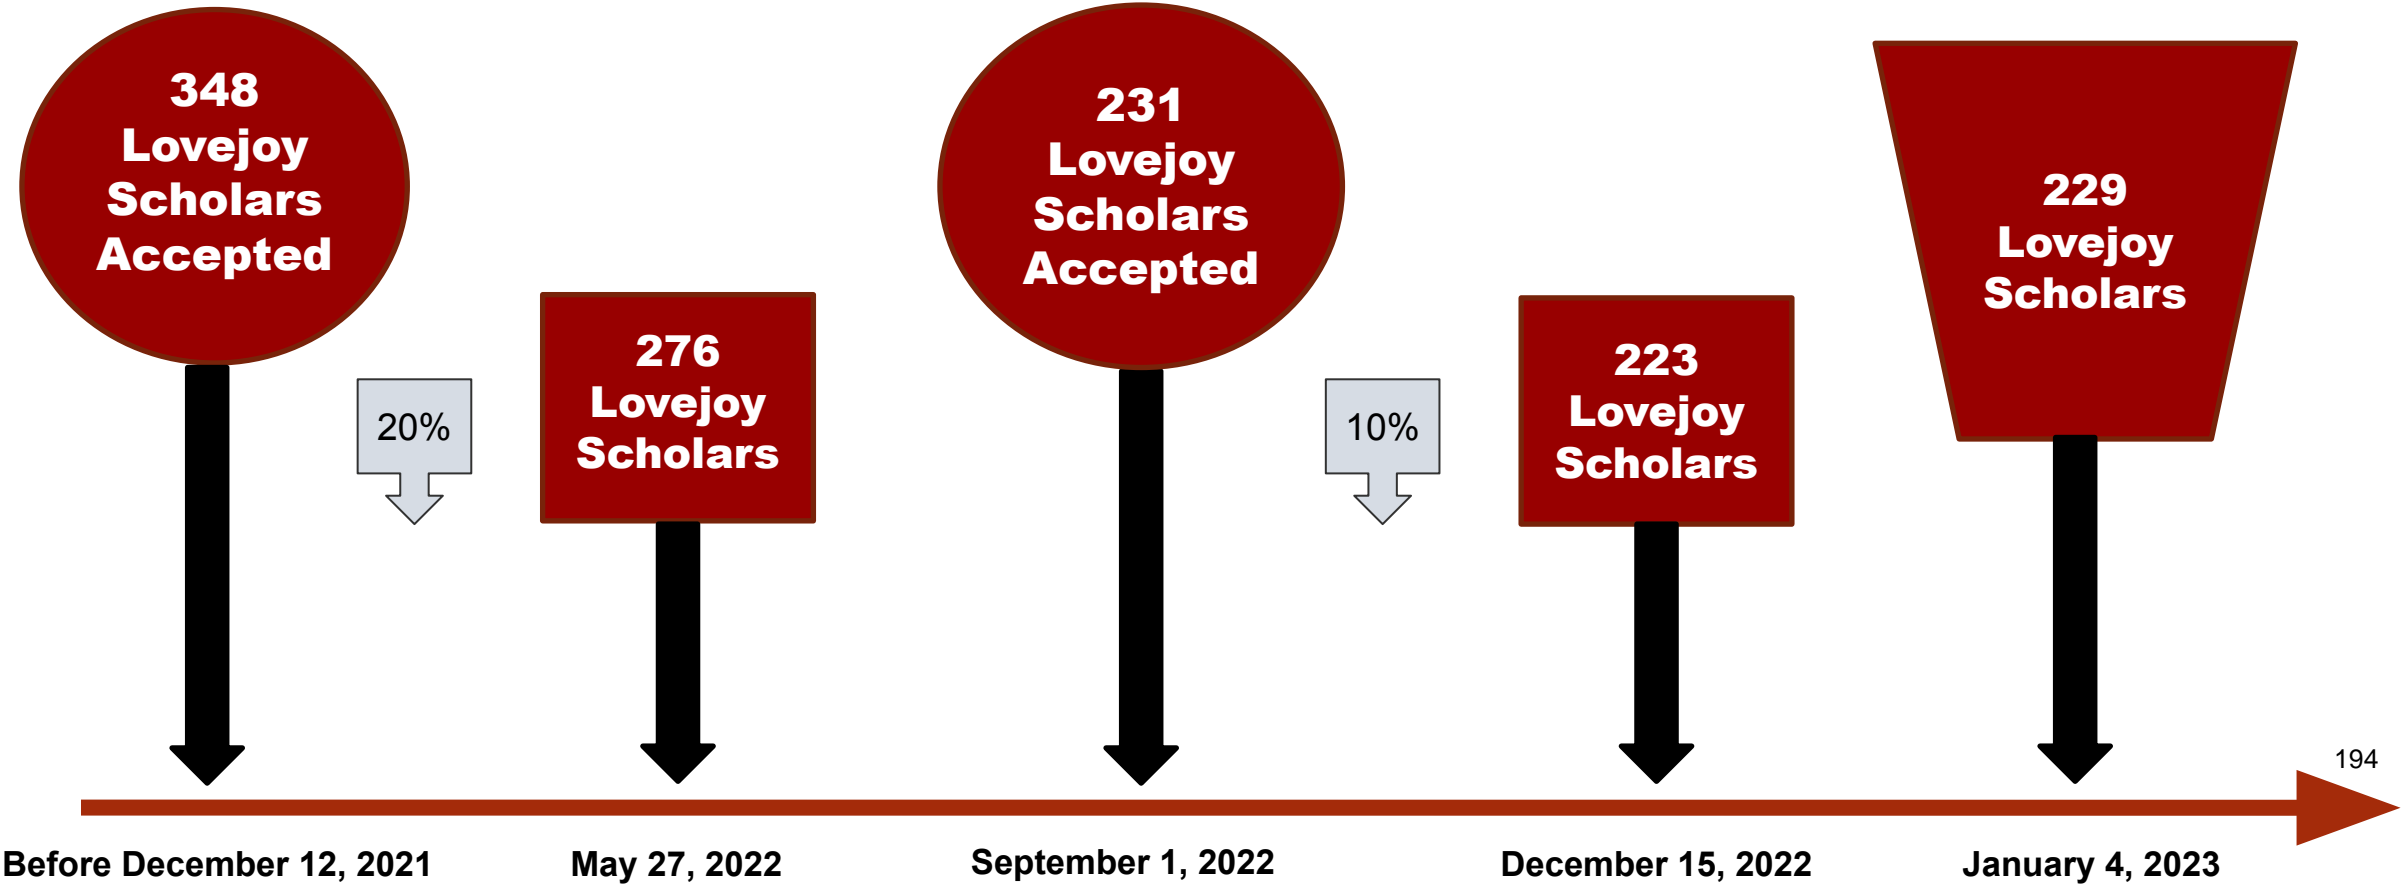 348
Lovejoy
Scholars
Accepted
20%
276
Lovejoy
Scholars
231
Lovejoy
Scholars
Accepted
10%
223
Lovejoy
Scholars
229
Lovejoy
Scholars
194
Before December 12, 2021
May 27, 2022
September 1, 2022
December 15, 2022
January 4, 2023